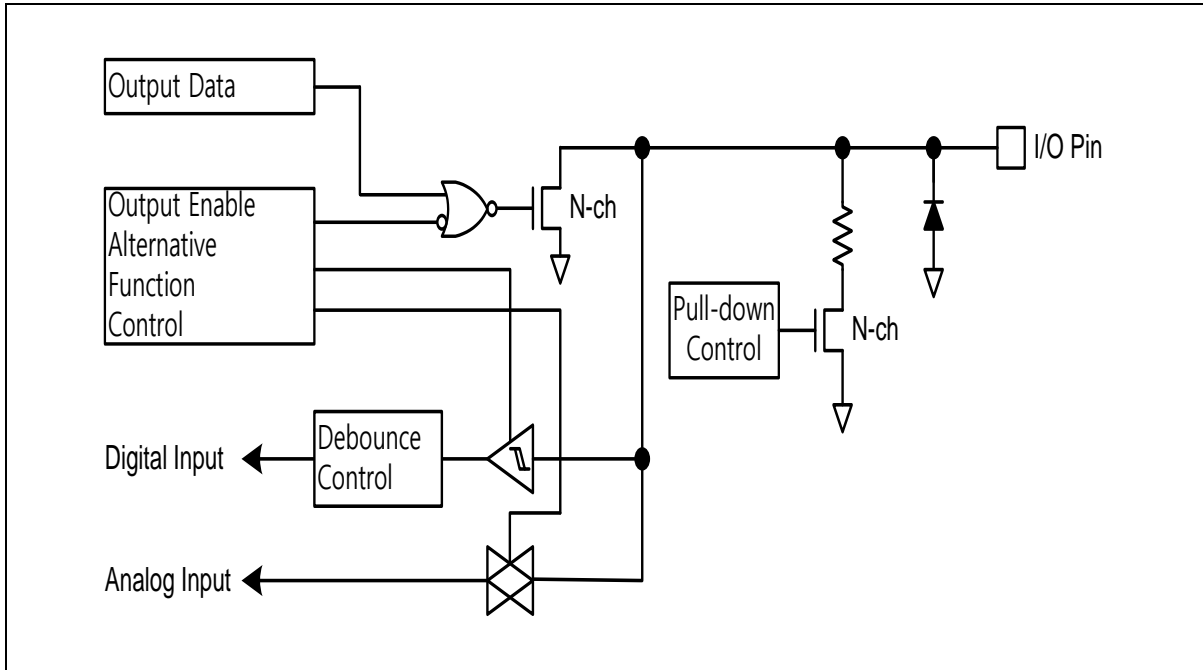 Output Data
I/O Pin
Output Enable
Alternative
Function
Control
N-ch
Pull-down
Control
N-ch
Digital Input
Debounce
Control
Analog Input